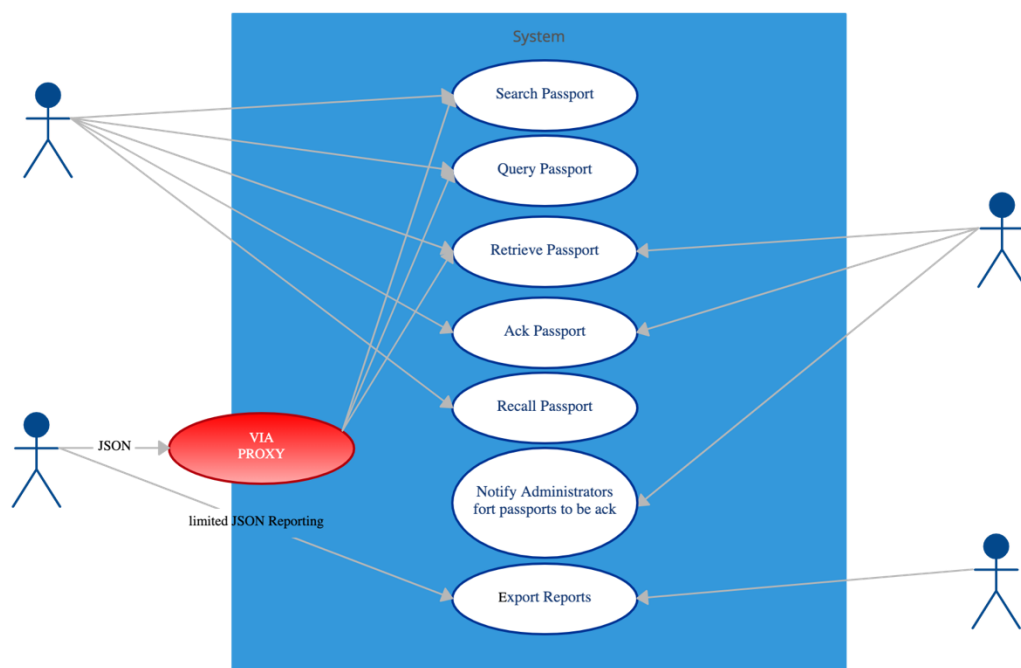 System
Search Passport
Query Passport
Retrieve Passport
Ack Passport
Recall Passport
JSON
VIA
PROXY
Notify Administrators
fort passports to be ack
limited JSON Reporting
Export Reports